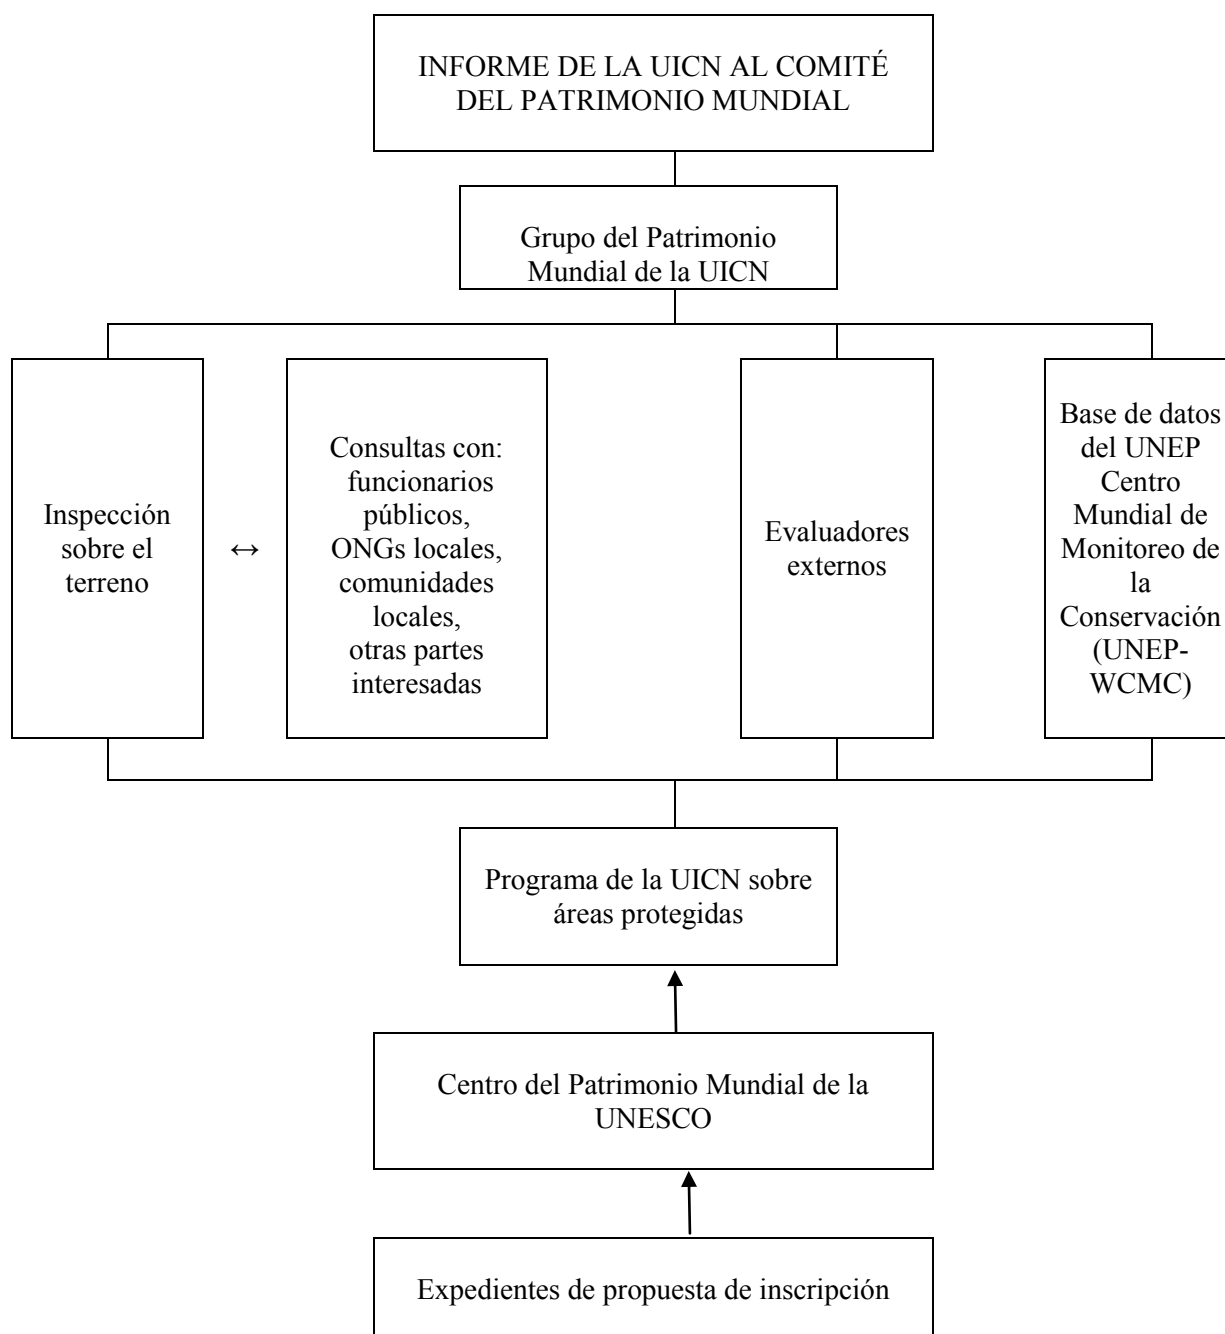 INFORME DE LA UICN AL COMITÉ
DEL PATRIMONIO MUNDIAL
Grupo del Patrimonio
Mundial de la UICN
Inspección
sobre el
terreno
↔
Consultas con:
funcionarios
públicos,
ONGs locales,
comunidades
locales,
otras partes
interesadas
Evaluadores
externos
Base de datos
del UNEP
Centro
Mundial de
Monitoreo de
la
Conservación
(UNEP-
WCMC)
Programa de la UICN sobre
áreas protegidas
Centro del Patrimonio Mundial de la
UNESCO
Expedientes de propuesta de inscripción